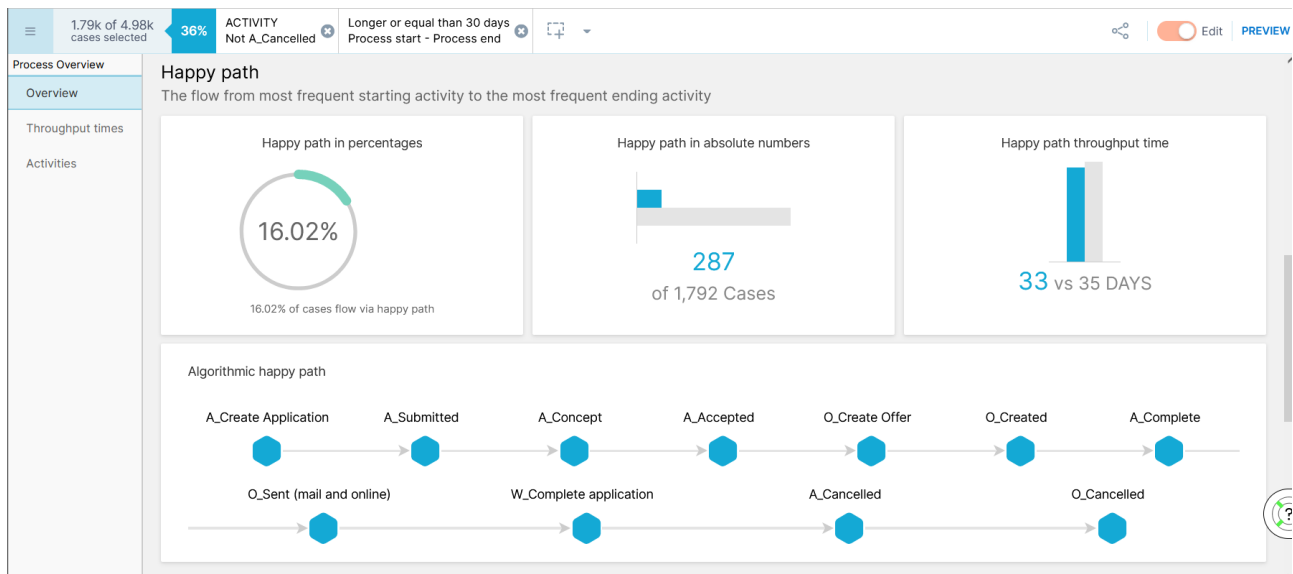 1.79k of 4.98k
cases selected
36%
ACTIVITY
Not A_Cancelled
Longer or equal than 30 days
Process start - Process end
Edit
PREVIEW
Process Overview
Overview
Throughput times
Activities
Happy path
The flow from most frequent starting activity to the most frequent ending activity
Happy path in percentages
16.02%
16.02% of cases flow via happy path
Happy path in absolute numbers
287
of 1,792 Cases
Happy path throughput time
33 vs 35 DAYS
Algorithmic happy path
A_Create Application
A_Submitted
A_Concept
A_Accepted
O_Create Offer
O_Created
A_Complete
O_Sent (mail and online)
W_Complete application
A_Cancelled
O_Cancelled
?